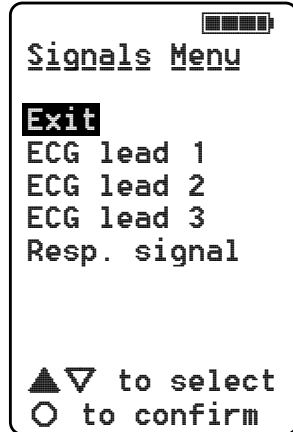 Signals Menu
Exit
ECG lead 1
ECG lead 2
ECG lead 3
Resp. signal
▲▽ to select
○ to confirm